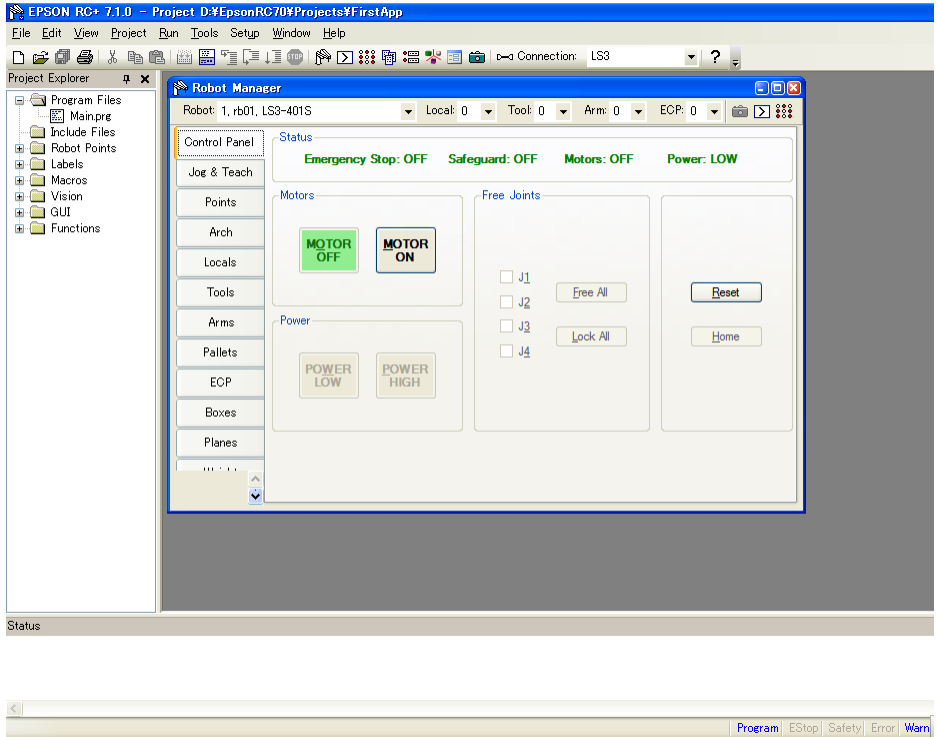 EPSON RC+ 7.1.0 - Project D:¥EpsonRC70¥Projects¥FirstApp
File Edit View Project Run Tools Setup Window Help
Connection: LS3 ?
Project Explorer
Program Files
Main.prg
Include Files
Robot Points
Labels
Macros
Vision
GUI
Functions
Robot Manager
Robot: 1, rb01, LS3-401S Local: 0 Tool: 0 Arm: 0 ECP: 0
Control Panel
Jog & Teach
Points
Arch
Locals
Tools
Arms
Pallets
ECP
Boxes
Planes
Status
Emergency Stop: OFF Safeguard: OFF Motors: OFF Power: LOW
Motors
MOTOR OFF
MOTOR ON
Power
POWER LOW
POWER HIGH
Free Joints
J1
J2
J3
J4
Free All
Lock All
Reset
Home
Status
Program EStop Safety Error Warn